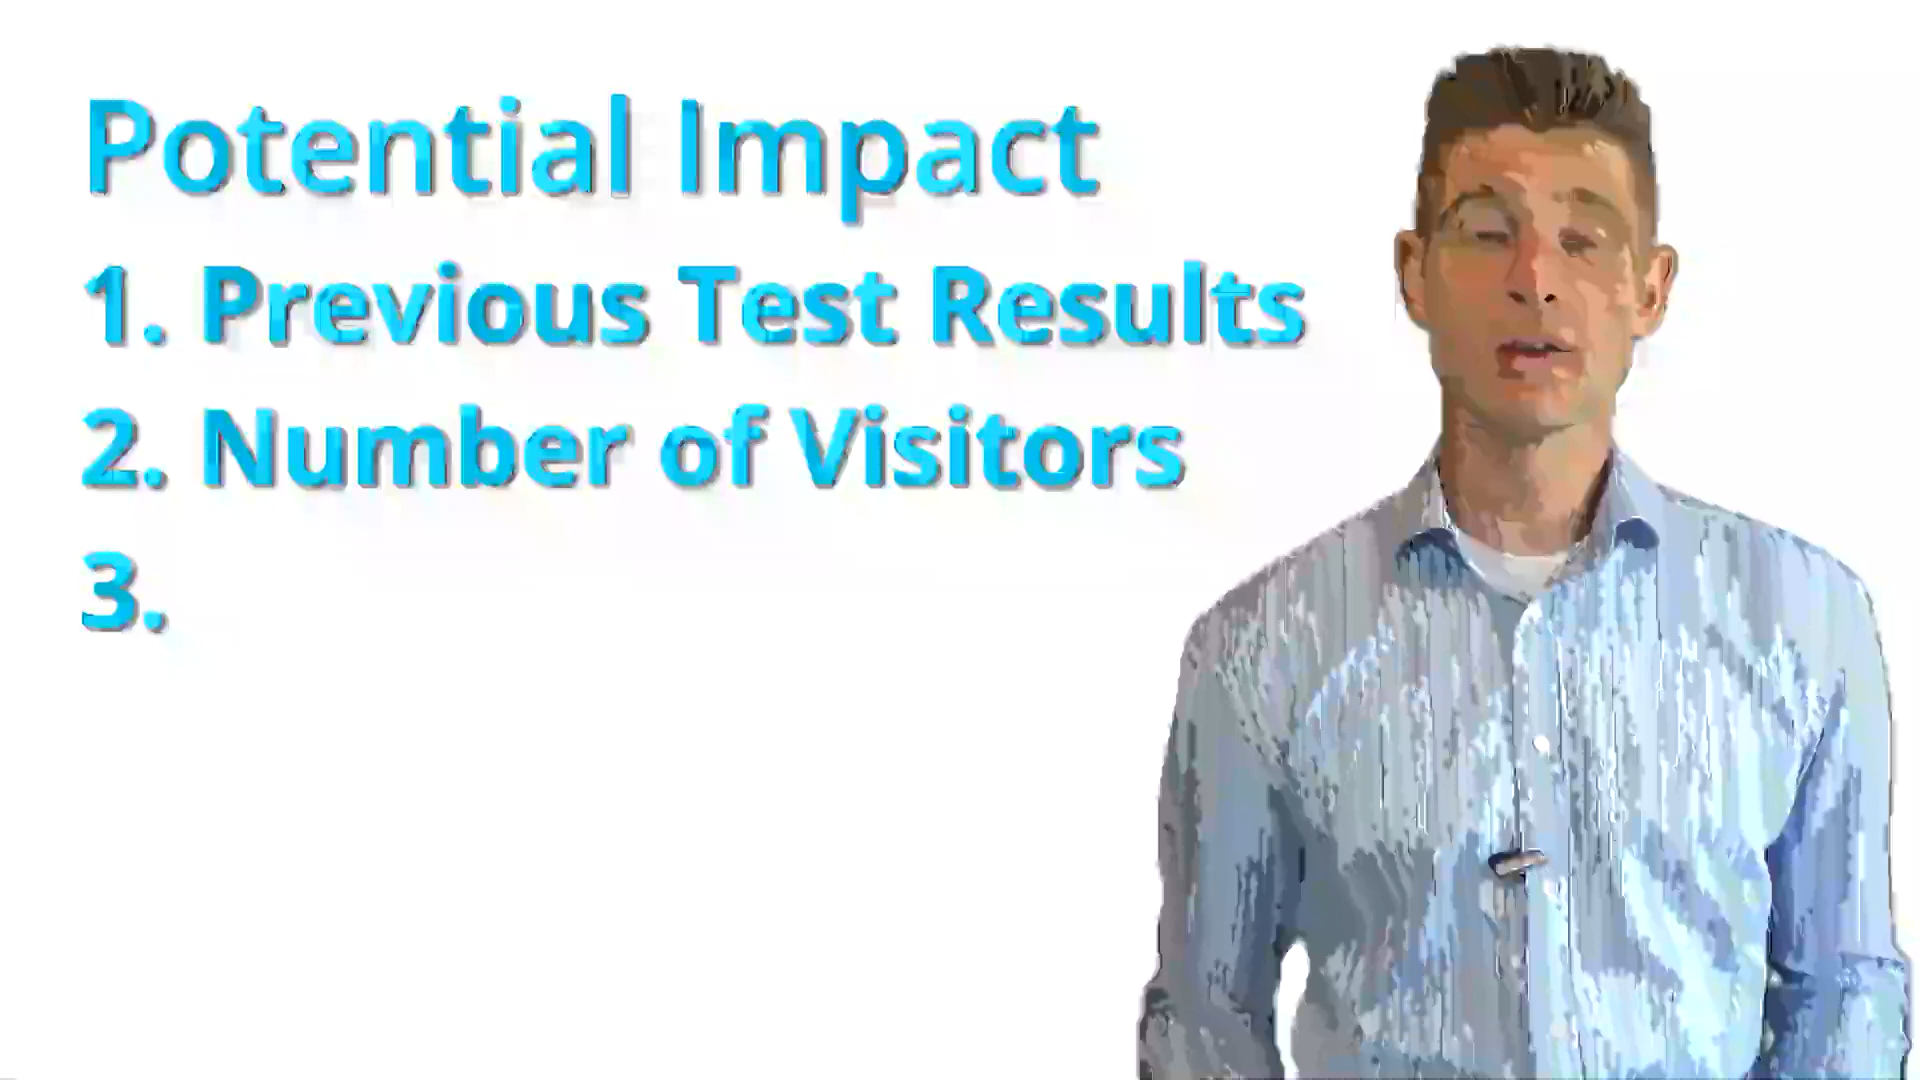 Potential Impact
1. Previous Test Results
2. Number of Visitors
3.